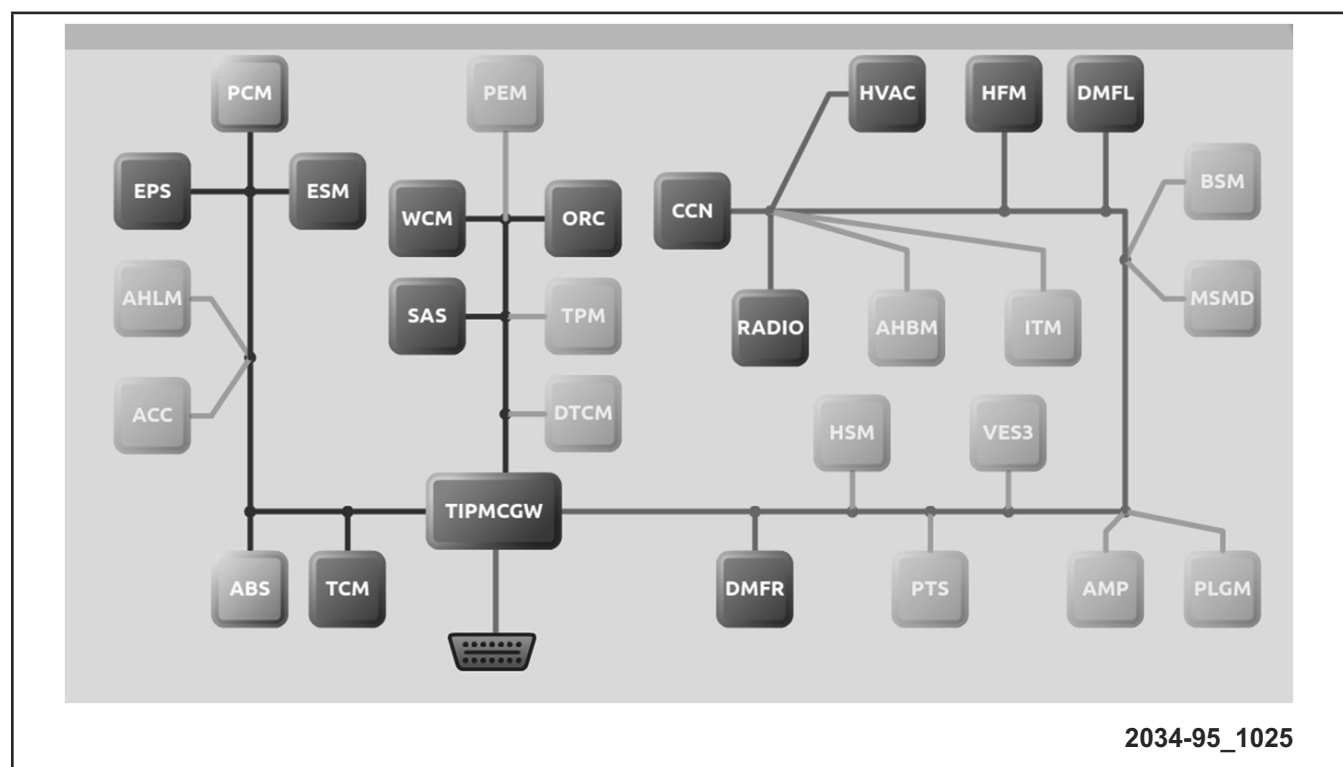 PCM
PEM
HVAC
HFM
DMFL
EPS
ESM
WCM
ORC
CCN
BSM
AHLM
SAS
TPM
RADIO
AHBM
ITM
MSMD
ACC
DTCM
HSM
VES3
TIPMCGW
ABS
TCM
DMFR
PTS
AMP
PLGM
2034-95_1025